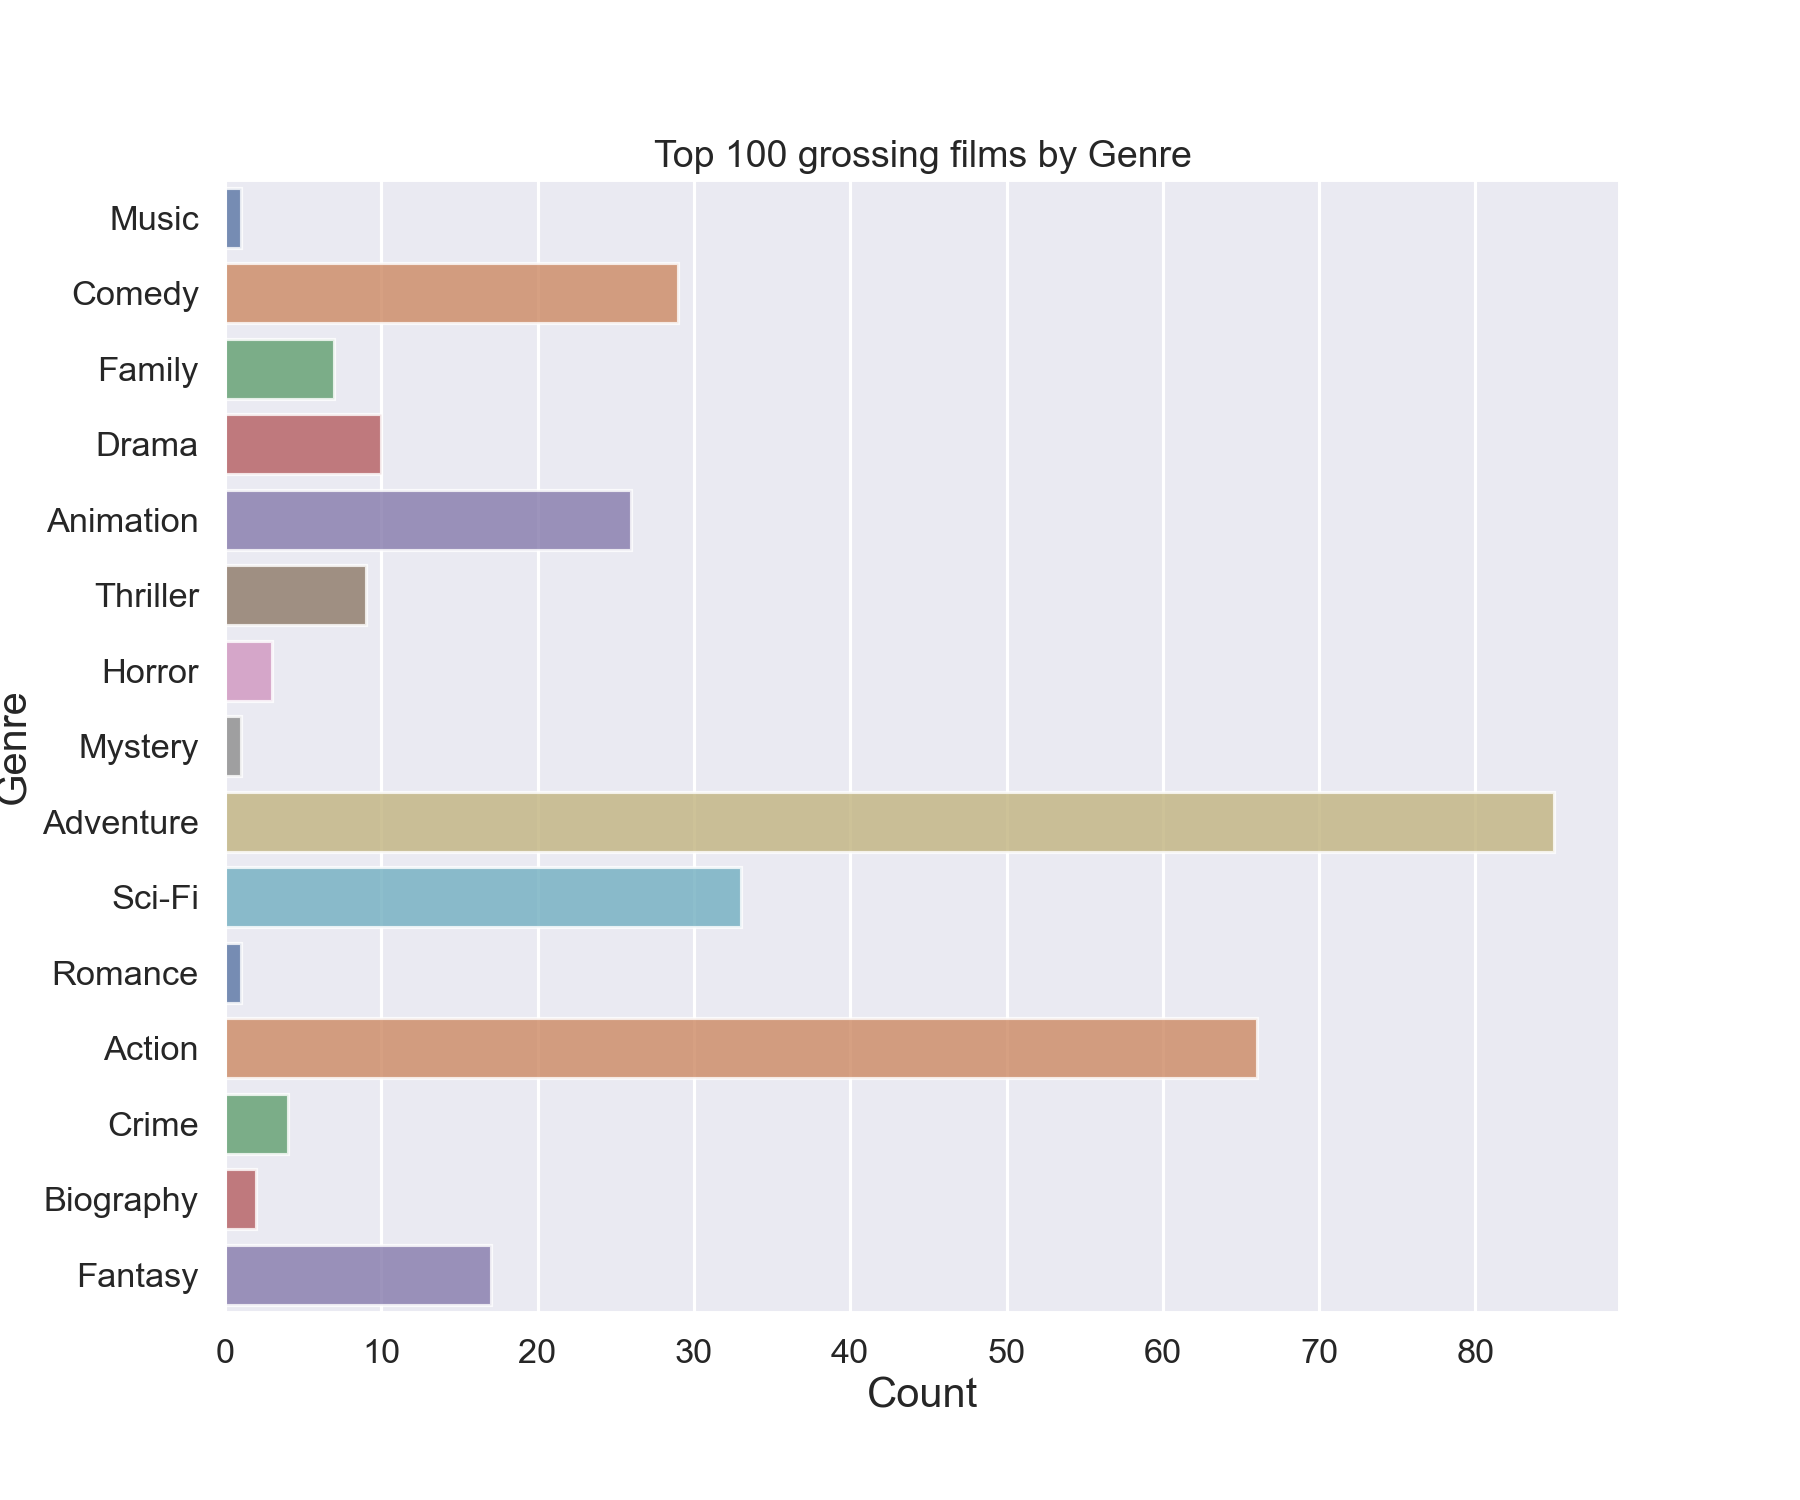 Top 100 grossing films by Genre
Genre
Music
Comedy
Family
Drama
Animation
Thriller
Horror
Mystery
Adventure
Sci-Fi
Romance
Action
Crime
Biography
Fantasy
0 10 20 30 40 50 60 70 80
Count